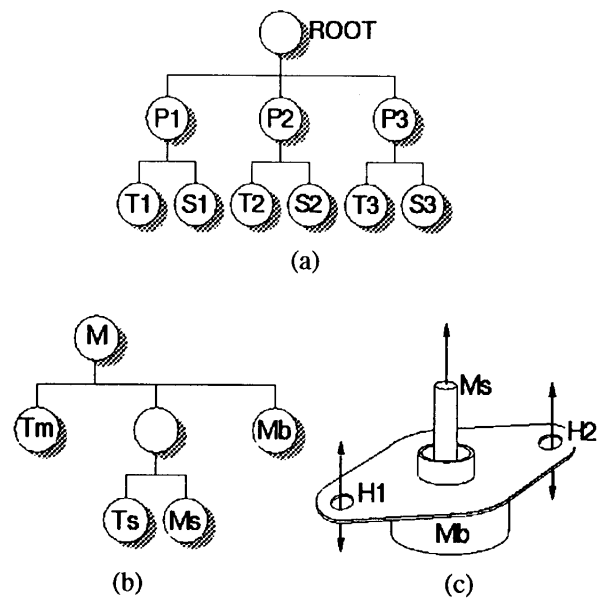 ROOT
P1 P2 P3
T1 S1 T2 S2 T3 S3
(a)
M
Tm Mb
Ts Ms
(b)
Ms
H2
H1
Mb
(c)